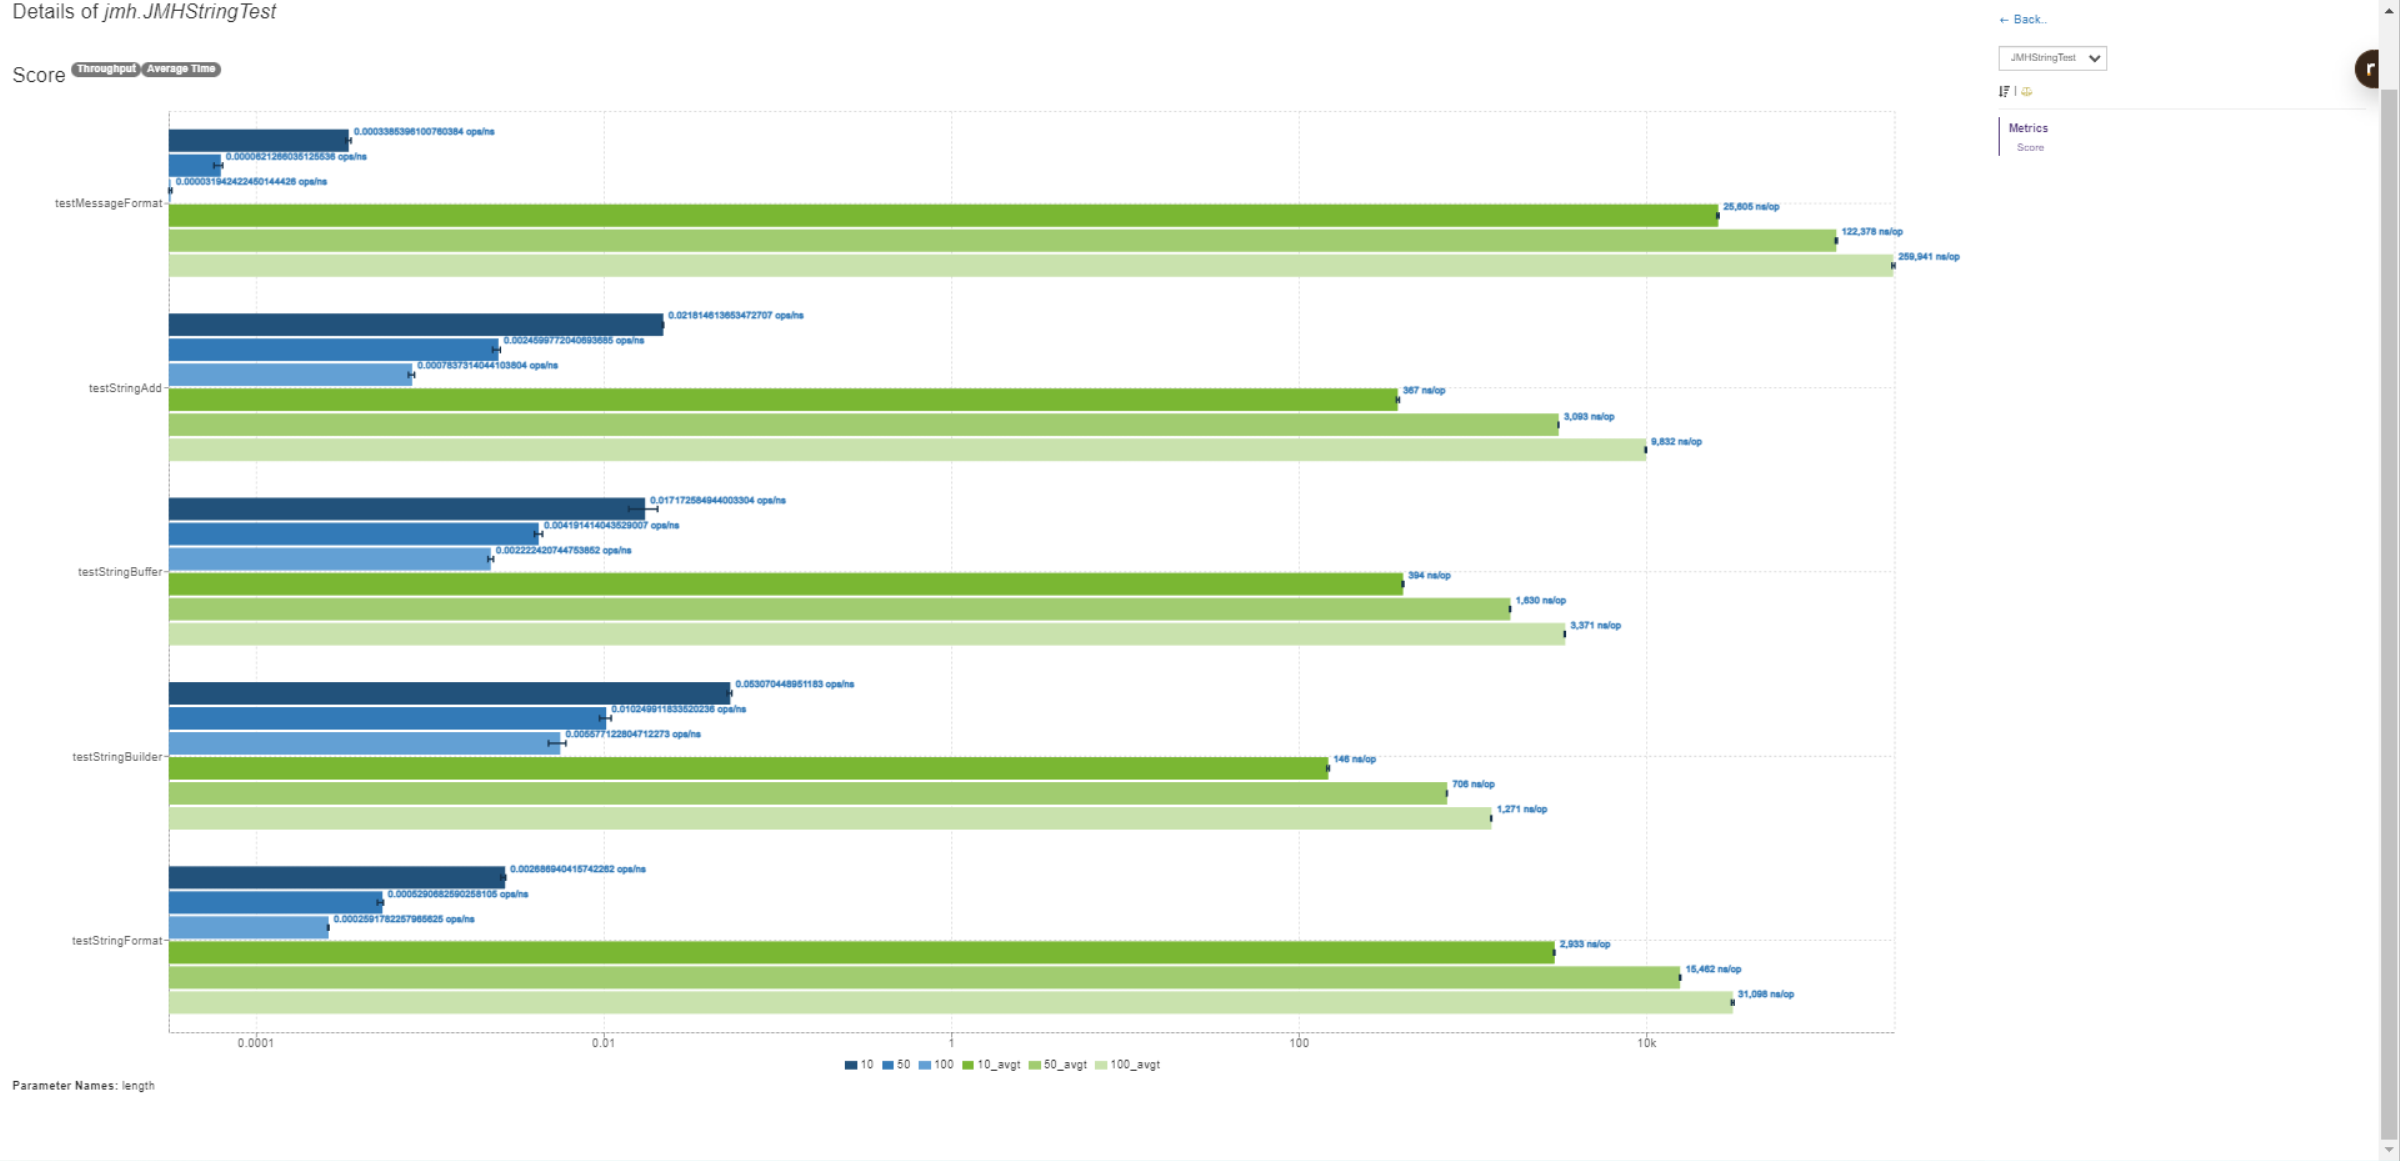 Details of jmh.JMHStringTest
← Back..
JMHStringTest
Score Throughput Average Time
|
Metrics
Score
r
testMessageFormat
0.0003385396100760384 ops/ns
0.0000621266035125536 ops/ns
0.000031942422450144426 ops/ns
25,605 ns/op
122,378 ns/op
259,941 ns/op
testStringAdd
0.021814613653472707 ops/ns
0.0024599772040693685 ops/ns
0.0007837314044103804 ops/ns
367 ns/op
3,093 ns/op
9,832 ns/op
testStringBuffer
0.017172584944003304 ops/ns
0.004191414043529007 ops/ns
0.002222420744753852 ops/ns
394 ns/op
1,630 ns/op
3,371 ns/op
testStringBuilder
0.053070448951183 ops/ns
0.010249911833520236 ops/ns
0.005577122804712273 ops/ns
146 ns/op
706 ns/op
1,271 ns/op
testStringFormat
0.002686940415742262 ops/ns
0.0005290682590258105 ops/ns
0.0002591782257965625 ops/ns
2,933 ns/op
15,462 ns/op
31,098 ns/op
0.0001 0.01 1 100 10k
10 50 100 10_avgt 50_avgt 100_avgt
Parameter Names: length